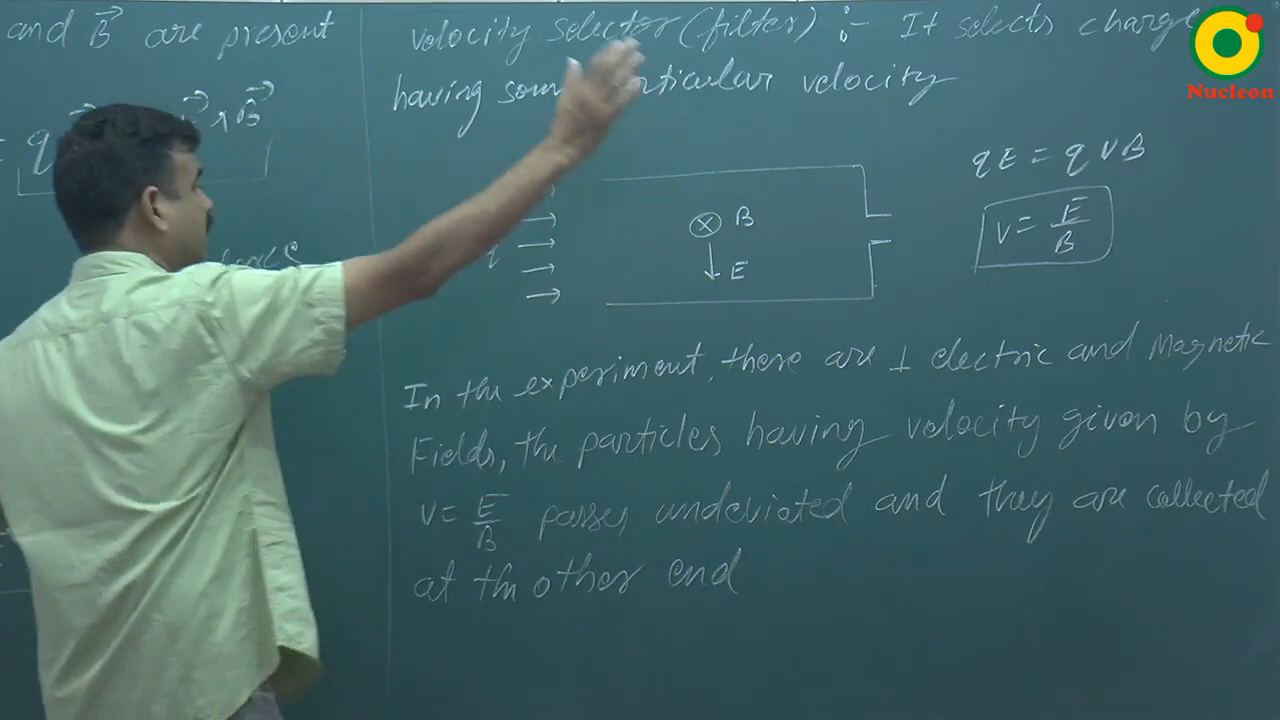 and B⃗ are present
= q × B⃗
velocity selector (filter) :- It selects charge
having some particular velocity
qE = qVB
B
E
v = E/B
In the experiment, there are ⊥ electric and Magnetic
Fields, the particles having velocity given by
v = E/B passes undeviated and they are collected
at th other end
Nucleon